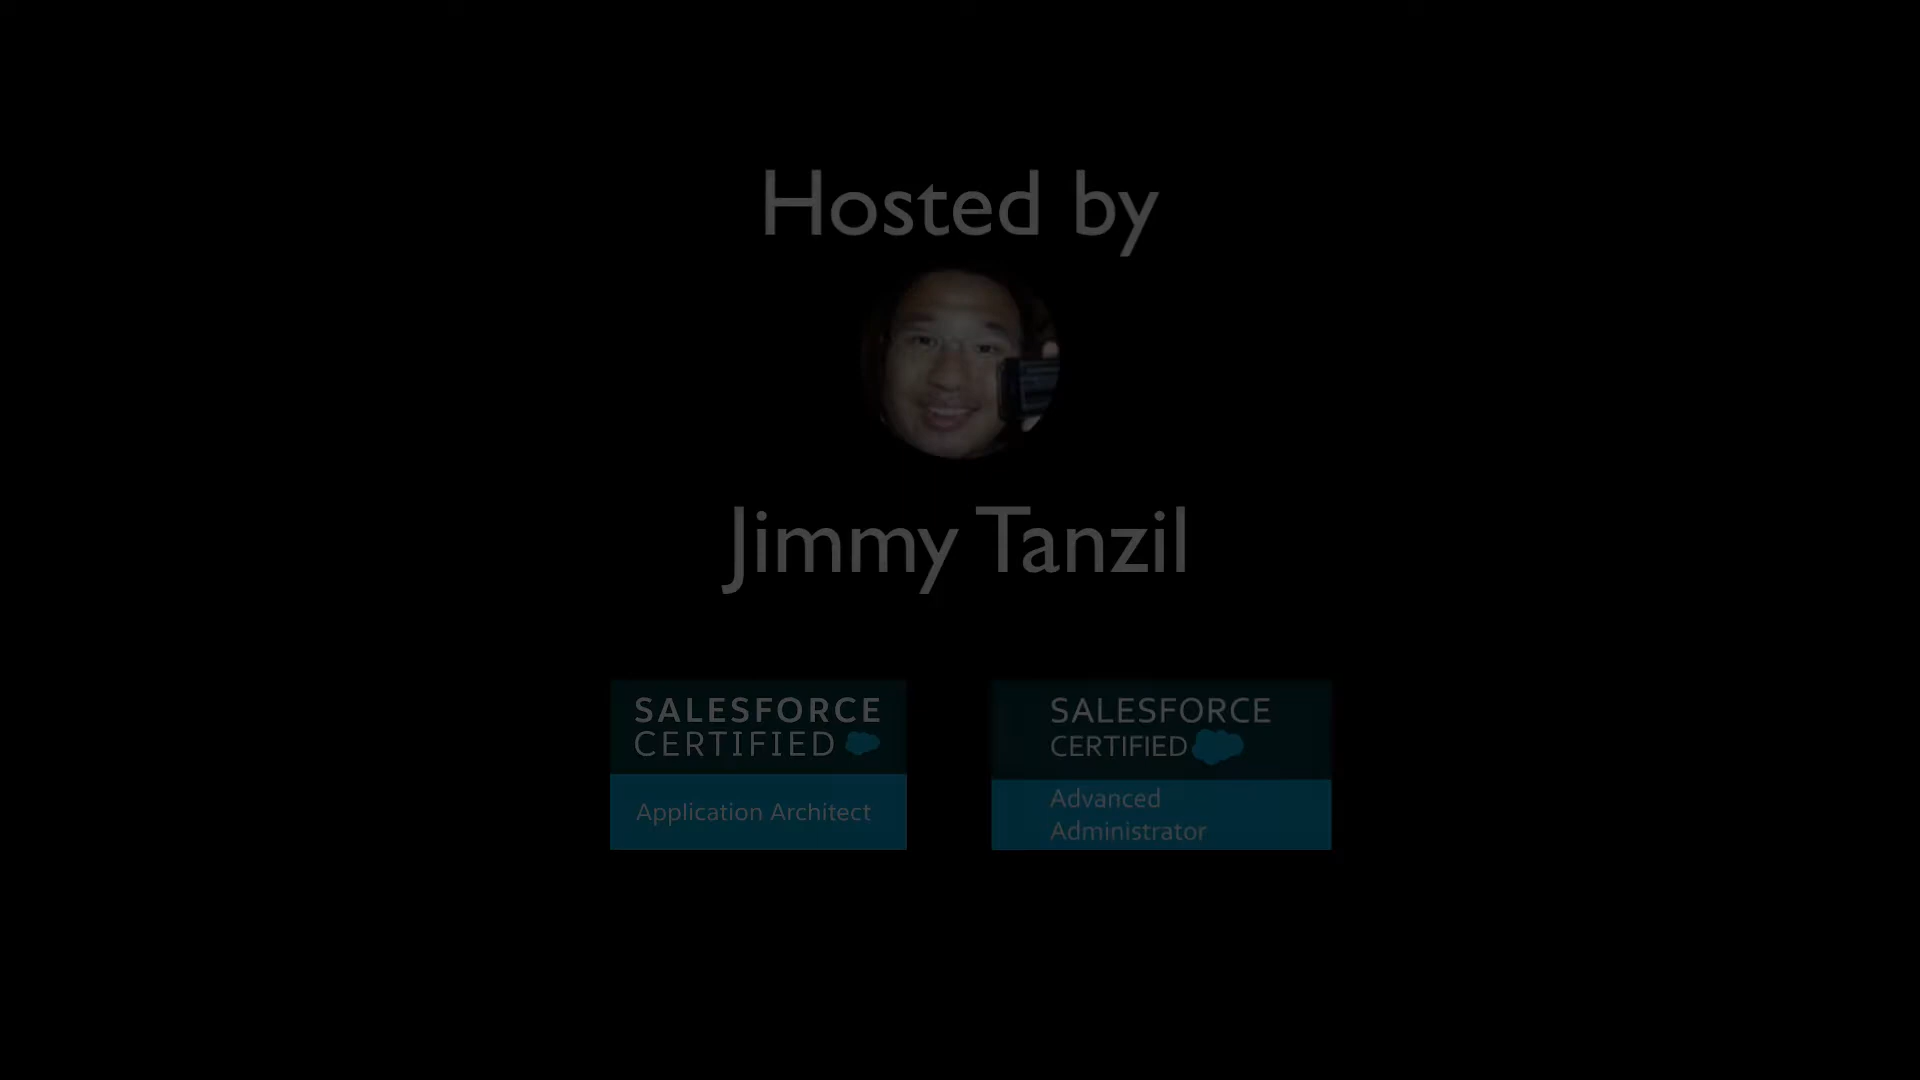 Hosted by
Jimmy Tanzil
SALESFORCE
CERTIFIED
Application Architect
SALESFORCE
CERTIFIED
Advanced
Administrator